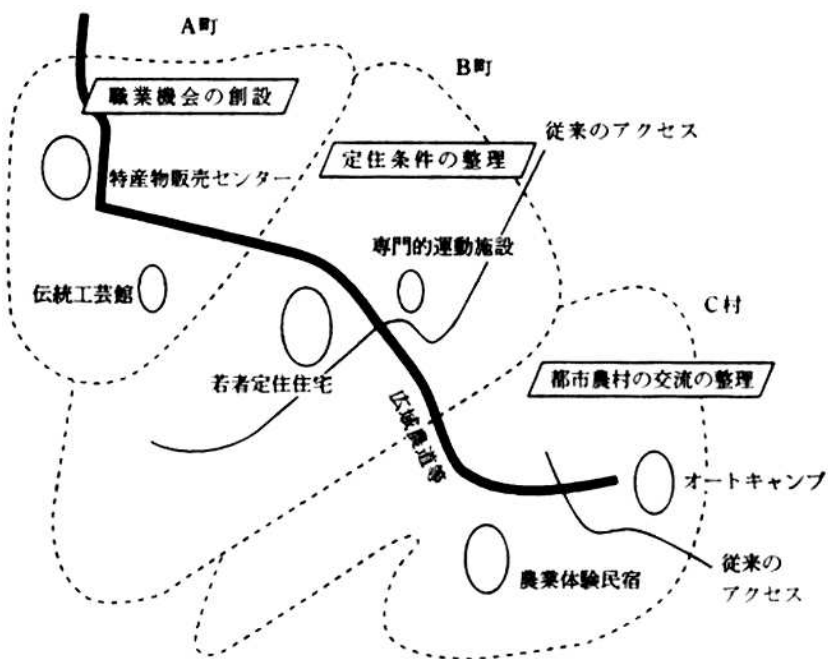 A町
職業機会の創設
B町
従来のアクセス
定住条件の整理
特産物販売センター
専門的運動施設
伝統工芸館
C村
若者定住住宅
都市農村の交流の整理
広域農道等
オートキャンプ
農業体験民宿
従来の
アクセス